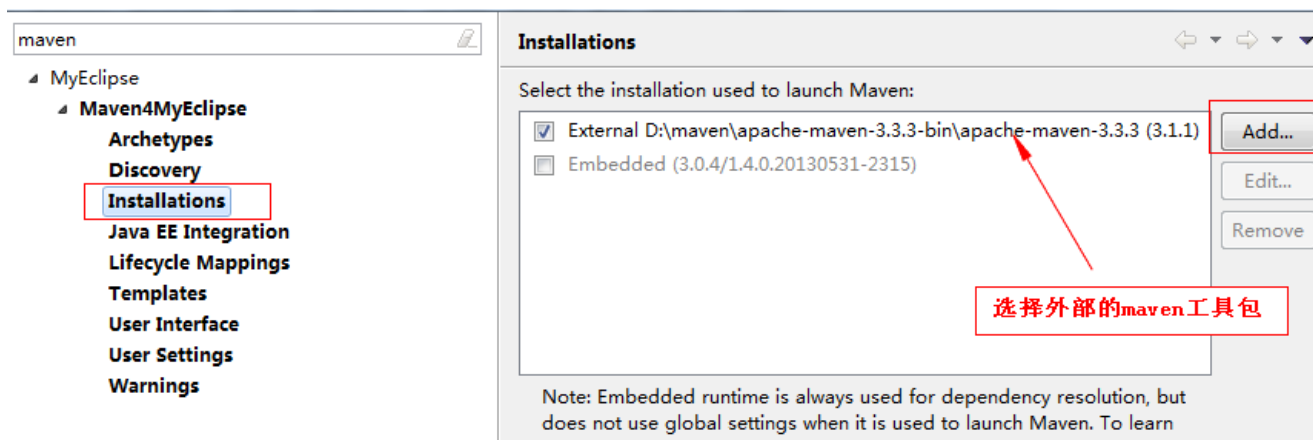 maven
MyEclipse
Maven4MyEclipse
Archetypes
Discovery
Installations
Java EE Integration
Lifecycle Mappings
Templates
User Interface
User Settings
Warnings
Installations
Select the installation used to launch Maven:
External D:\maven\apache-maven-3.3.3-bin\apache-maven-3.3.3 (3.1.1)
Embedded (3.0.4/1.4.0.20130531-2315)
Add...
Edit...
Remove
选择外部的maven工具包
Note: Embedded runtime is always used for dependency resolution, but
does not use global settings when it is used to launch Maven. To learn